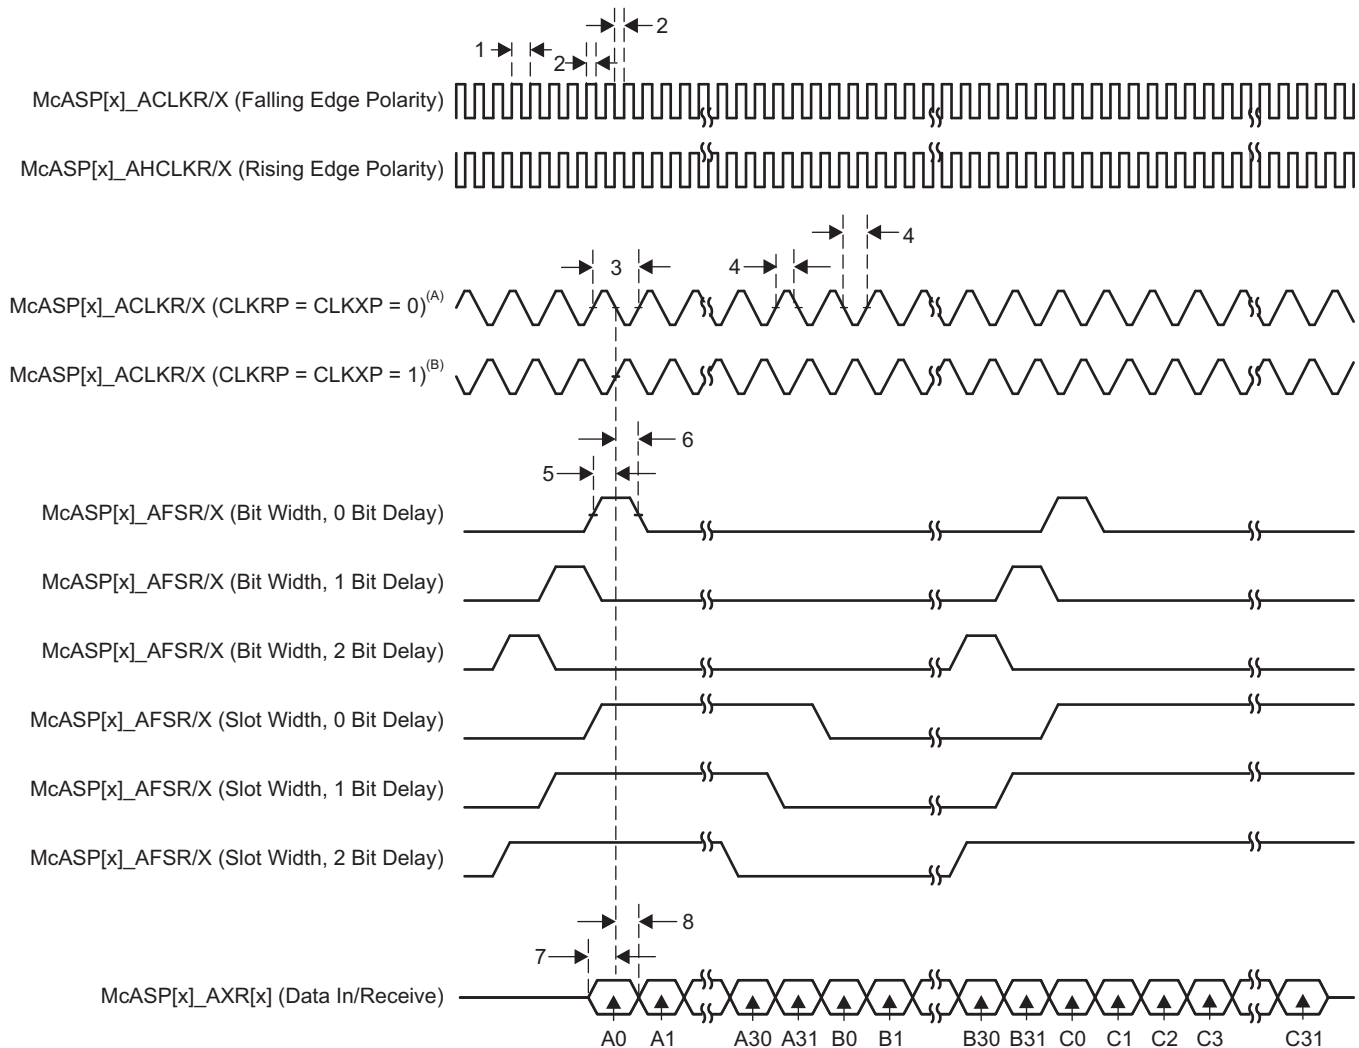 2
1
2
McASP[x]_ACLKR/X (Falling Edge Polarity)
McASP[x]_AHCLKR/X (Rising Edge Polarity)
4
3
4
McASP[x]_ACLKR/X (CLKRP = CLKXP = 0)(A)
McASP[x]_ACLKR/X (CLKRP = CLKXP = 1)(B)
6
5
McASP[x]_AFSR/X (Bit Width, 0 Bit Delay)
McASP[x]_AFSR/X (Bit Width, 1 Bit Delay)
McASP[x]_AFSR/X (Bit Width, 2 Bit Delay)
McASP[x]_AFSR/X (Slot Width, 0 Bit Delay)
McASP[x]_AFSR/X (Slot Width, 1 Bit Delay)
McASP[x]_AFSR/X (Slot Width, 2 Bit Delay)
8
7
McASP[x]_AXR[x] (Data In/Receive)
A0 A1 A30 A31 B0 B1 B30 B31 C0 C1 C2 C3 C31